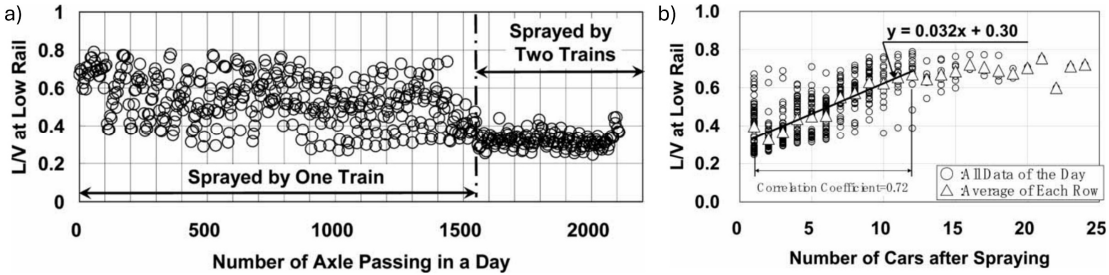 a)
1
0.8
0.6
0.4
0.2
0
L/V at Low Rail
Sprayed by
Two Trains
Sprayed by One Train
0 500 1000 1500 2000
Number of Axle Passing in a Day
b)
1.0
0.8
0.6
0.4
0.2
0.0
L/V at Low Rail
y = 0.032x + 0.30
Correlation Coefficient=0.72
:All Data of the Day
:Average of Each Row
0 5 10 15 20 25
Number of Cars after Spraying